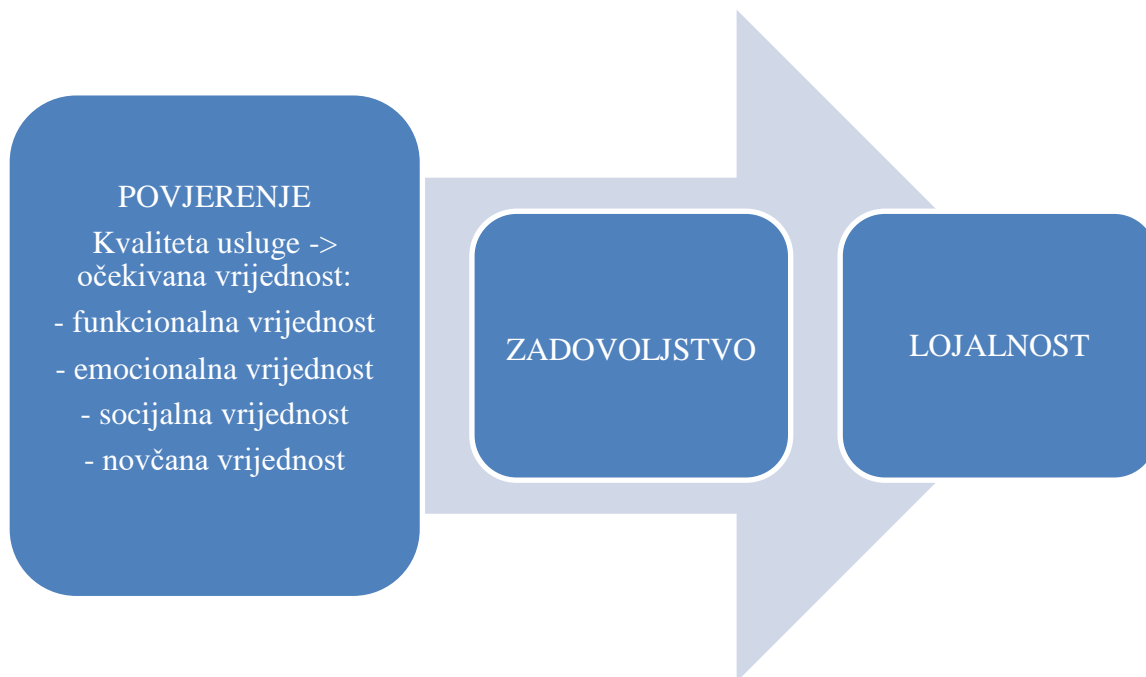 POVJERENJE
Kvaliteta usluge ->
očekivana vrijednost:
- funkcionalna vrijednost
- emocionalna vrijednost
- socijalna vrijednost
- novčana vrijednost
ZADOVOLJSTVO
LOJALNOST